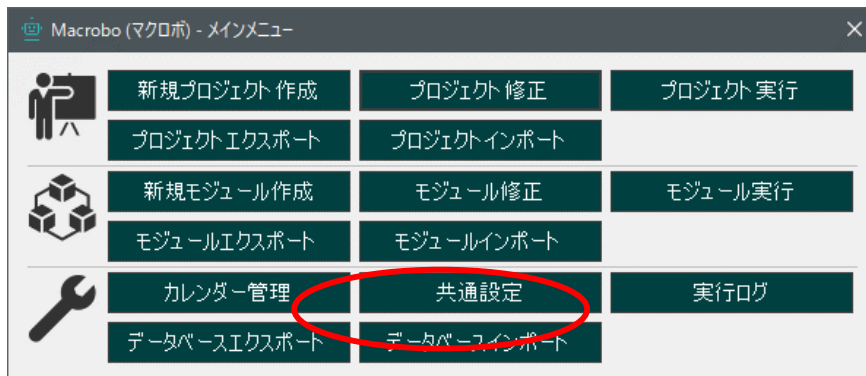 Macrobo (マクロボ) - メインメニュー
新規プロジェクト作成 プロジェクト修正 プロジェクト実行
プロジェクトエクスポート プロジェクトインポート
新規モジュール作成 モジュール修正 モジュール実行
モジュールエクスポート モジュールインポート
カレンダー管理 共通設定 実行ログ
データベースエクスポート データベースインポート